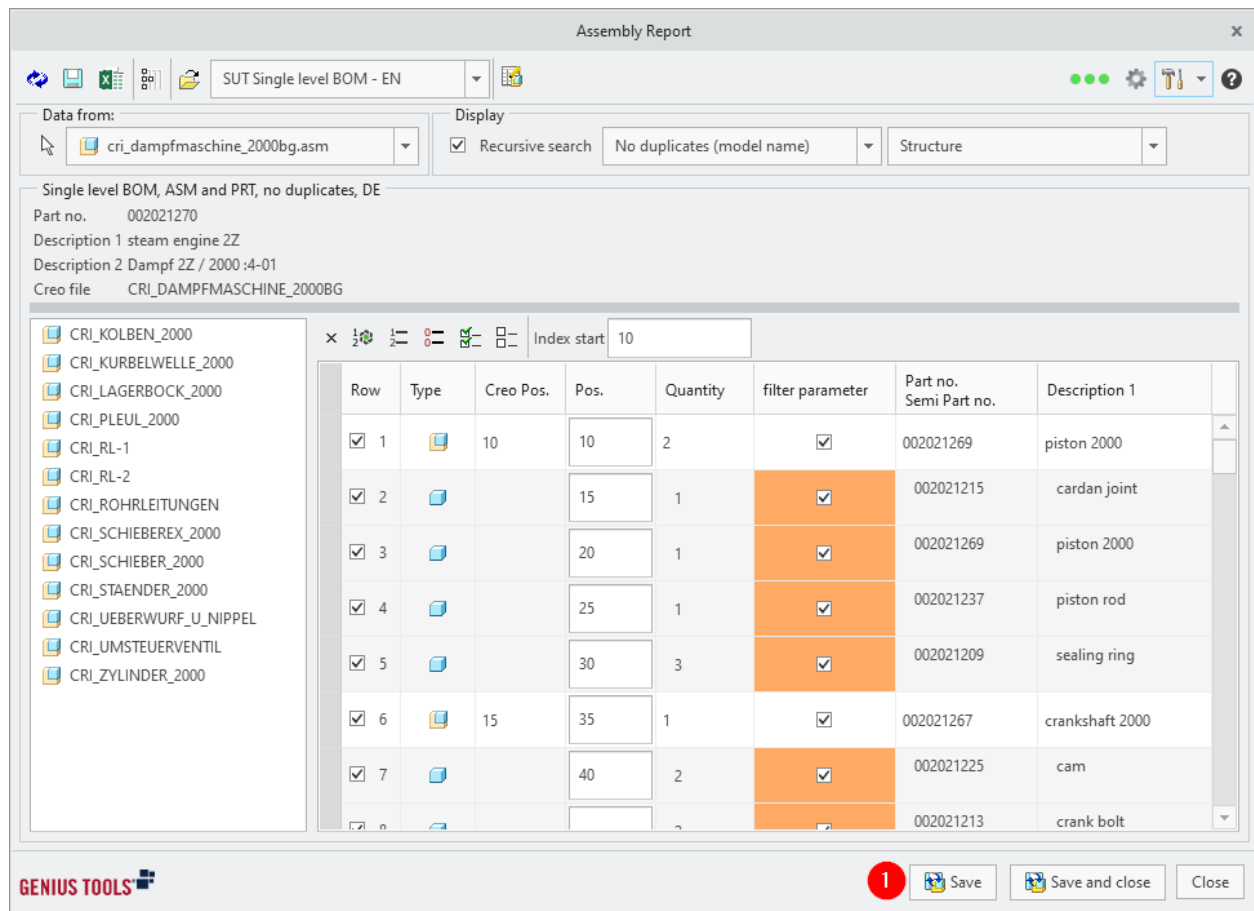 Assembly Report
SUT Single level BOM - EN
Data from:
cri_dampfmaschine_2000bg.asm
Display
Recursive search
No duplicates (model name)
Structure
Single level BOM, ASM and PRT, no duplicates, DE
Part no. 002021270
Description 1 steam engine 2Z
Description 2 Dampf 2Z / 2000 :4-01
Creo file CRI_DAMPFMASCHINE_2000BG
CRI_KOLBEN_2000
CRI_KURBELWELLE_2000
CRI_LAGERBOCK_2000
CRI_PLEUL_2000
CRI_RL-1
CRI_RL-2
CRI_ROHRLEITUNGEN
CRI_SCHIEBEREX_2000
CRI_SCHIEBER_2000
CRI_STAENDER_2000
CRI_UEBERWURF_U_NIPPEL
CRI_UMSTEUERVENTIL
CRI_ZYLINDER_2000
Index start 10
Row Type Creo Pos. Pos. Quantity filter parameter Part no. Semi Part no. Description 1
1 10 10 2 002021269 piston 2000
2 15 1 002021215 cardan joint
3 20 1 002021269 piston 2000
4 25 1 002021237 piston rod
5 30 3 002021209 sealing ring
6 15 35 1 002021267 crankshaft 2000
7 40 2 002021225 cam
002021213 crank bolt
GENIUS TOOLS
1 Save Save and close Close